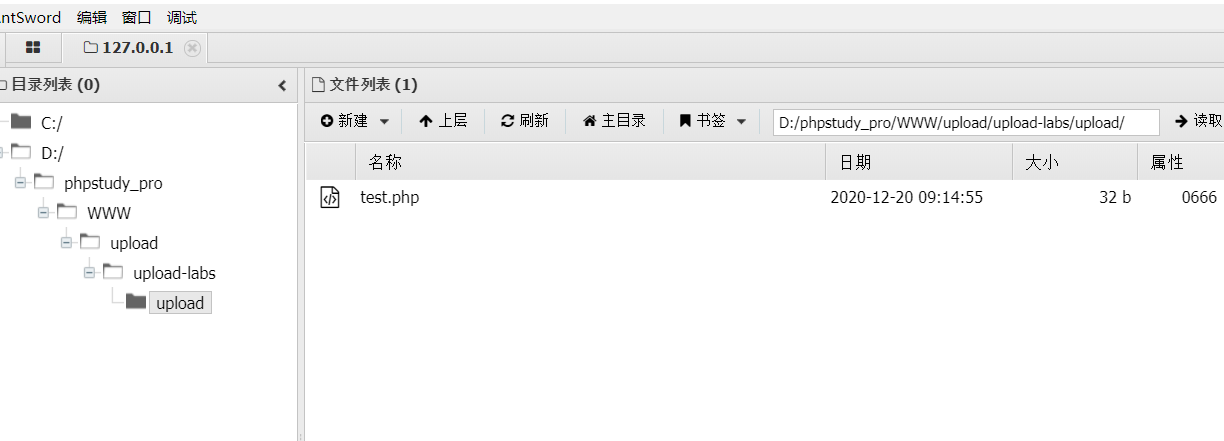 ntSword 编辑 窗口 调试
127.0.0.1
目录列表 (0)
C:/
D:/
phpstudy_pro
WWW
upload
upload-labs
upload
文件列表 (1)
新建 上层 刷新 主目录 书签 D:/phpstudy_pro/WWW/upload/upload-labs/upload/ 读取
名称 日期 大小 属性
test.php 2020-12-20 09:14:55 32 b 0666